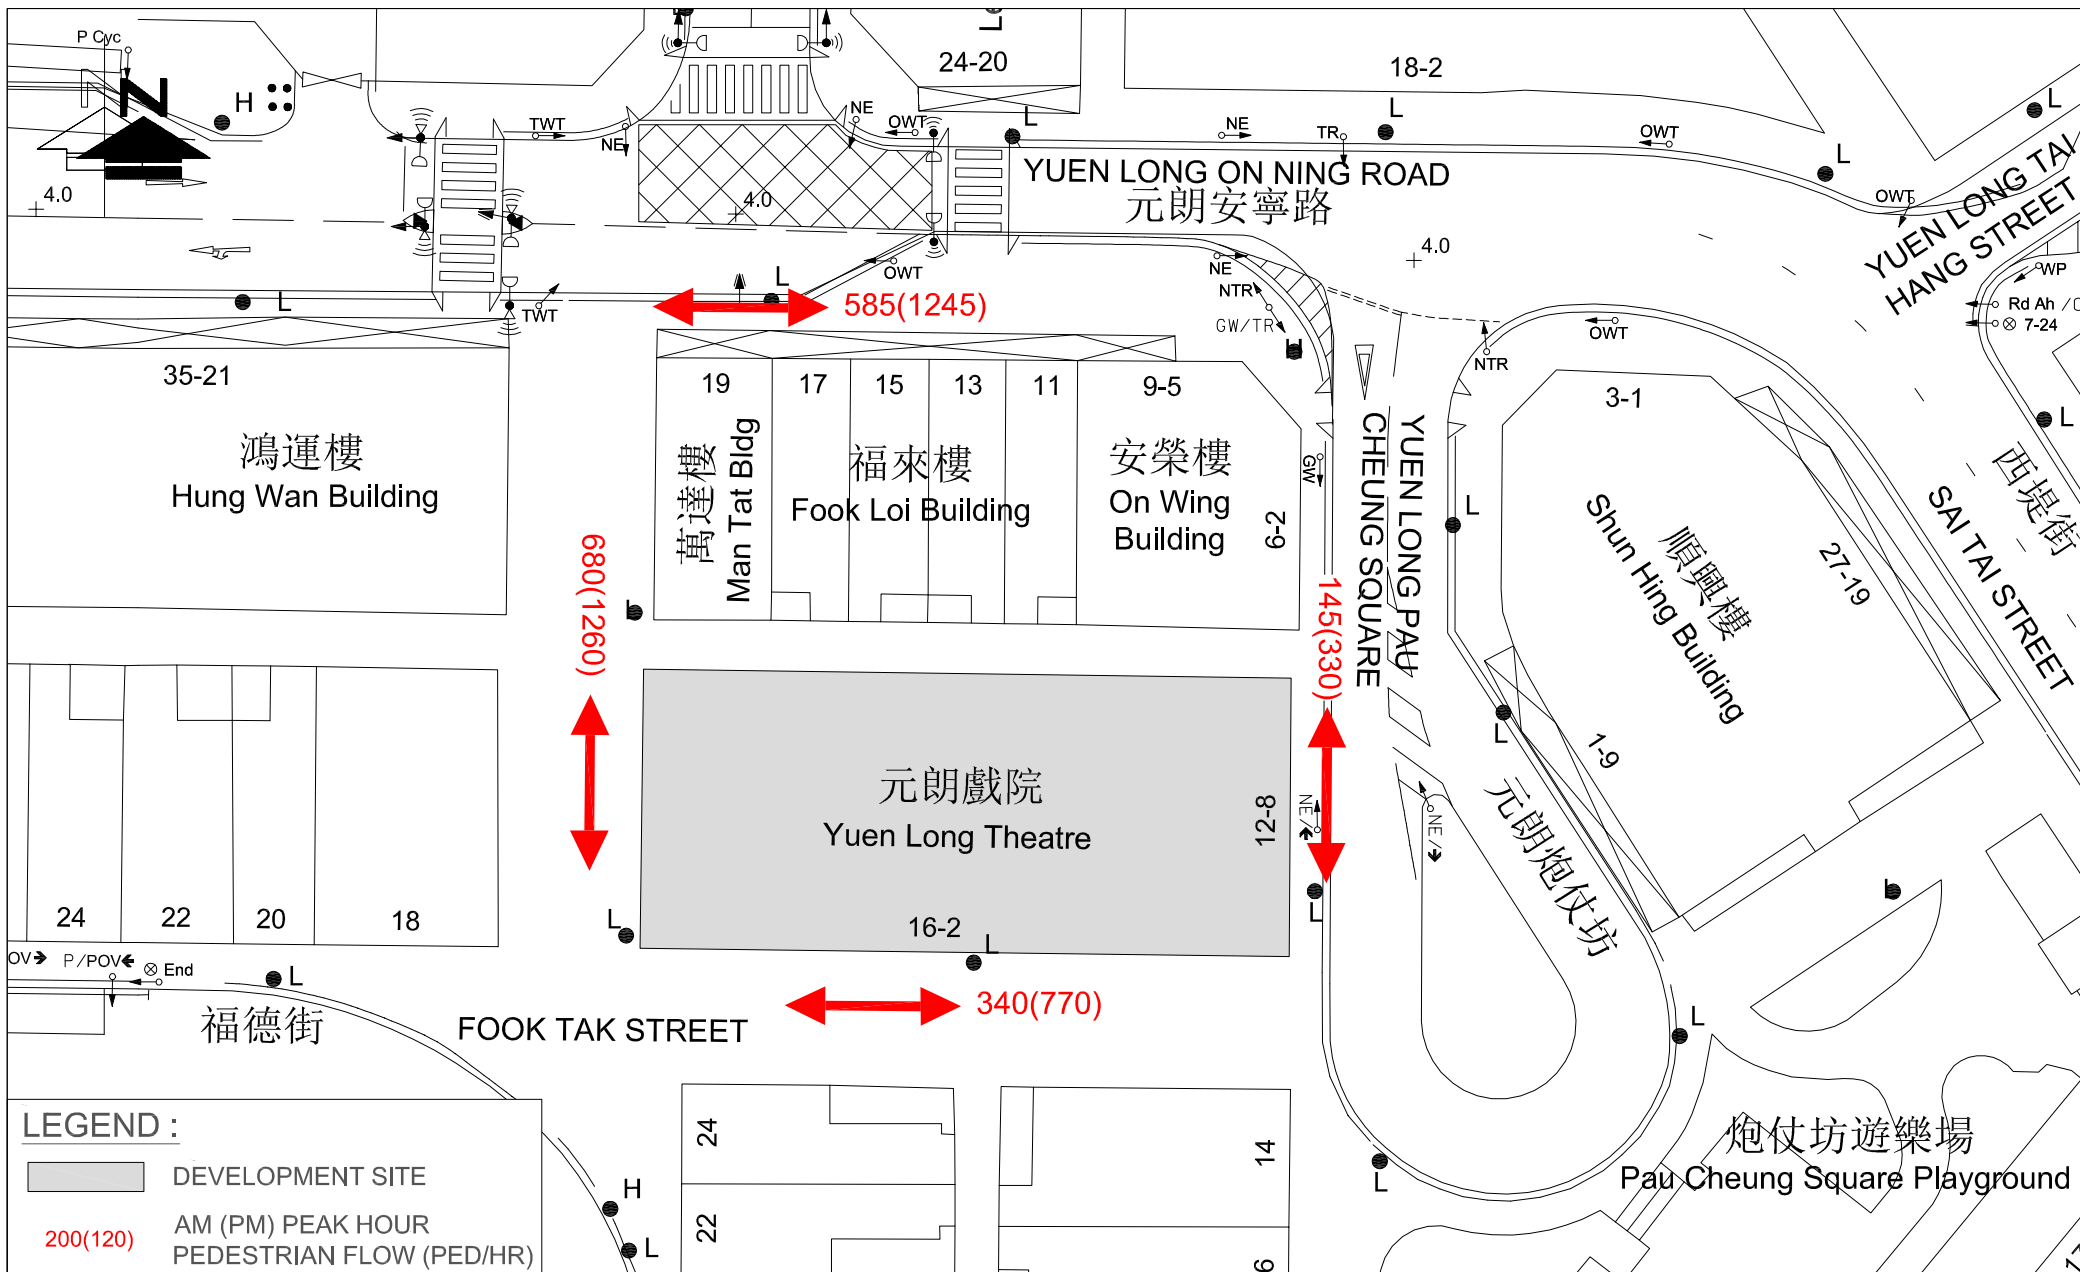 P Cyc
N
H
L
L
24-20
18-2
L
L
L
L
TWT
NE
NE
OWT
NE
TR
OWT
OWT
YUEN LONG ON NING ROAD
元朗安寧路
YUEN LONG TAI
HANG STREET
4.0
4.0
4.0
L
TWT
L
OWT
NE
NTR
GW/TR
H
NTR
OWT
WP
Rd Ah /
7-24
585(1245)
35-21
鴻運樓
Hung Wan Building
19
萬達樓
Man Tat Bldg
17
15
13
11
福來樓
Fook Loi Building
9-5
安榮樓
On Wing
Building
6-2
GW
YUEN LONG PAU
CHEUNG SQUARE
L
3-1
順興樓
Shun Hing Building
27-19
1-9
L
西堤街
SAI TAI STREET
L
680(1260)
145(330)
L
元朗戲院
Yuen Long Theatre
12-8
16-2
NE/
NE/
元朗炮仗坊
24
22
20
18
L
L
L
L
OV
P/POV
End
L
福德街
FOOK TAK STREET
340(770)
L
24
22
14
6
H
L
L
炮仗坊遊樂場
Pau Cheung Square Playground
LEGEND :
DEVELOPMENT SITE
200(120)
AM (PM) PEAK HOUR
PEDESTRIAN FLOW (PED/HR)